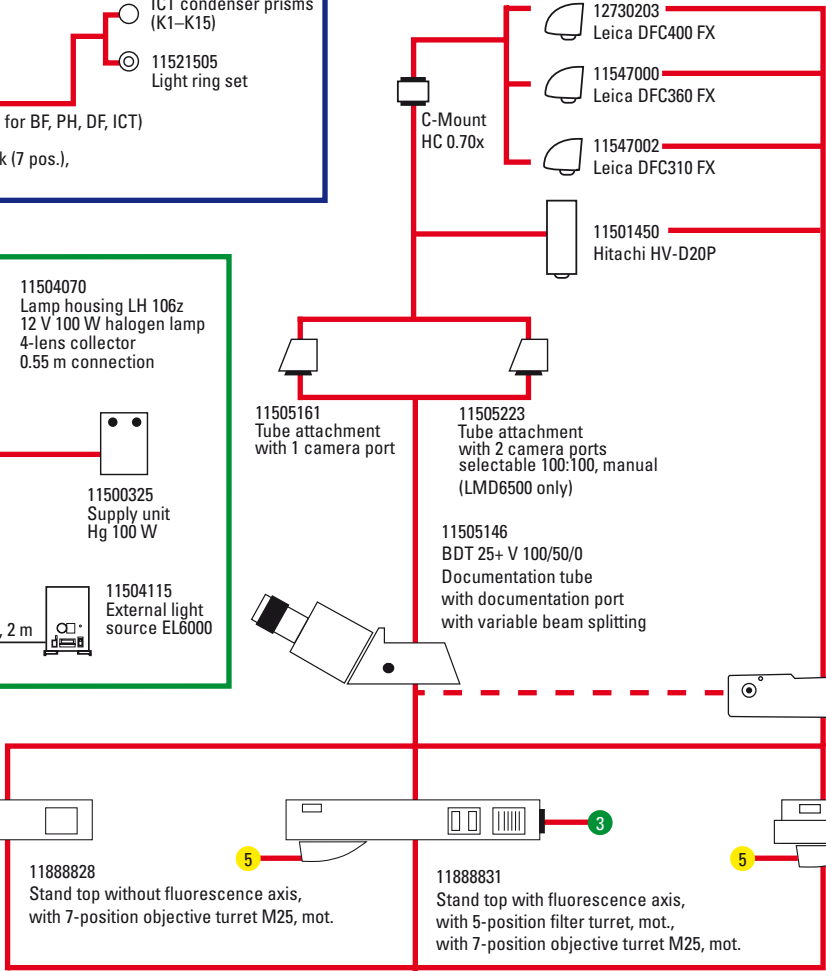 ICT condenser prisms
(K1–K15)
11521505
Light ring set
for BF, PH, DF, ICT)
k (7 pos.),
12730203
Leica DFC400 FX
11547000
Leica DFC360 FX
C-Mount
HC 0.70x
11547002
Leica DFC310 FX
11501450
Hitachi HV-D20P
11504070
Lamp housing LH 106z
12 V 100 W halogen lamp
4-lens collector
0.55 m connection
11505161
Tube attachment
with 1 camera port
11505223
Tube attachment
with 2 camera ports
selectable 100:100, manual
(LMD6500 only)
11500325
Supply unit
Hg 100 W
11505146
BDT 25+ V 100/50/0
Documentation tube
with documentation port
with variable beam splitting
11504115
External light
source EL6000
, 2 m
3
5
5
11888828
Stand top without fluorescence axis,
with 7-position objective turret M25, mot.
11888831
Stand top with fluorescence axis,
with 5-position filter turret, mot.,
with 7-position objective turret M25, mot.